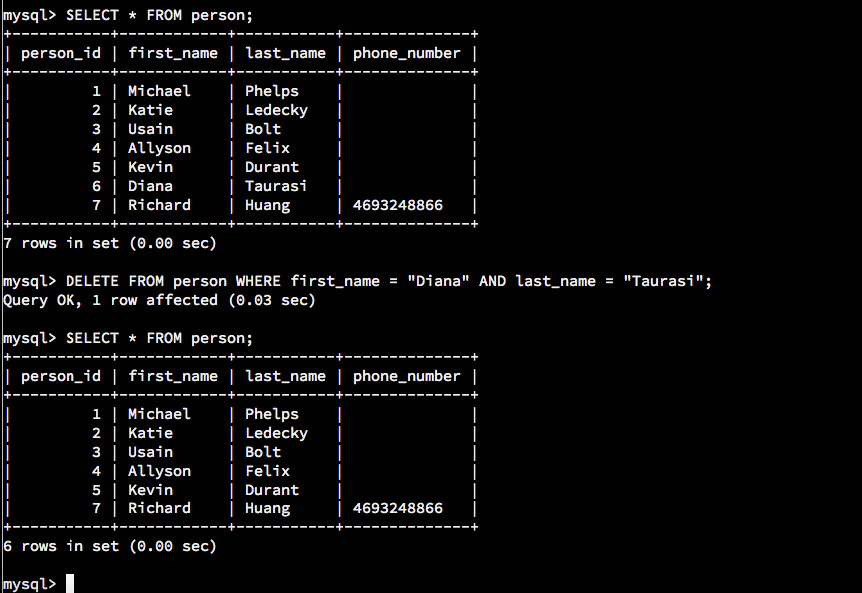 mysql> SELECT * FROM person;
+-----------+------------+-----------+--------------+
| person_id | first_name | last_name | phone_number |
+-----------+------------+-----------+--------------+
|         1 | Michael    | Phelps    |              |
|         2 | Katie      | Ledecky   |              |
|         3 | Usain      | Bolt      |              |
|         4 | Allyson    | Felix     |              |
|         5 | Kevin      | Durant    |              |
|         6 | Diana      | Taurasi   |              |
|         7 | Richard    | Huang     | 4693248866   |
+-----------+------------+-----------+--------------+
7 rows in set (0.00 sec)

mysql> DELETE FROM person WHERE first_name = "Diana" AND last_name = "Taurasi";
Query OK, 1 row affected (0.03 sec)

mysql> SELECT * FROM person;
+-----------+------------+-----------+--------------+
| person_id | first_name | last_name | phone_number |
+-----------+------------+-----------+--------------+
|         1 | Michael    | Phelps    |              |
|         2 | Katie      | Ledecky   |              |
|         3 | Usain      | Bolt      |              |
|         4 | Allyson    | Felix     |              |
|         5 | Kevin      | Durant    |              |
|         7 | Richard    | Huang     | 4693248866   |
+-----------+------------+-----------+--------------+
6 rows in set (0.00 sec)

mysql>